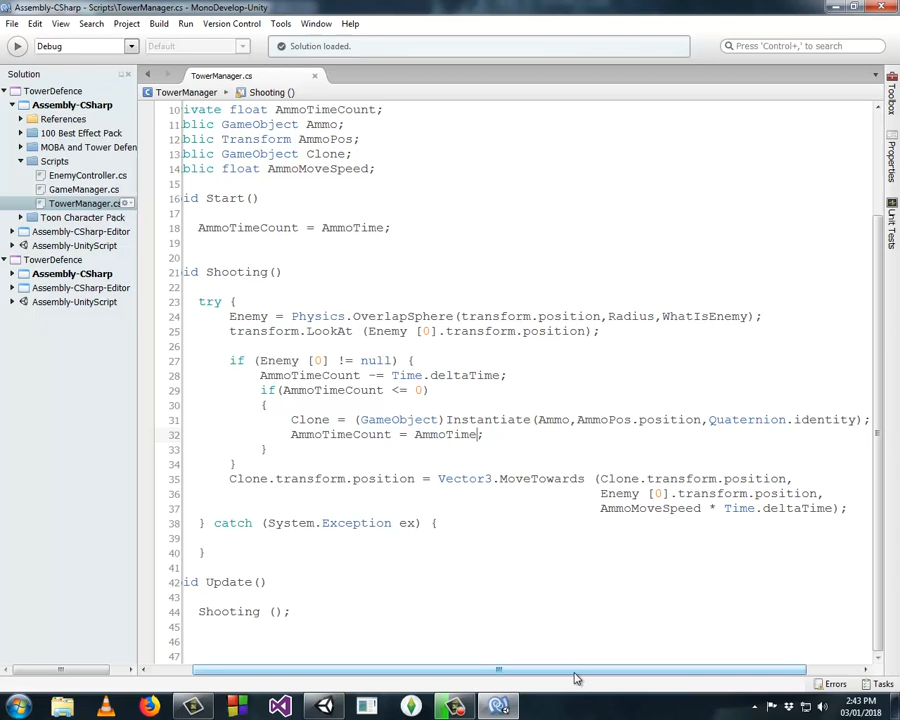 Assembly-CSharp - Scripts\TowerManager.cs - MonoDevelop-Unity
File Edit View Search Project Build Run Version Control Tools Window Help
Debug Default Solution loaded. Press 'Control+,' to search
Solution
TowerDefence
Assembly-CSharp
References
100 Best Effect Pack
MOBA and Tower Defen
Scripts
EnemyController.cs
GameManager.cs
TowerManager.cs
Toon Character Pack
Assembly-CSharp-Editor
Assembly-UnityScript
TowerDefence
Assembly-CSharp
Assembly-CSharp-Editor
Assembly-UnityScript
TowerManager.cs
TowerManager Shooting ()
10 ivate float AmmoTimeCount;
11 blic GameObject Ammo;
12 blic Transform AmmoPos;
13 blic GameObject Clone;
14 blic float AmmoMoveSpeed;
15
16 id Start()
17
18 AmmoTimeCount = AmmoTime;
19
20
21 id Shooting()
22
23 try {
24 Enemy = Physics.OverlapSphere(transform.position,Radius,WhatIsEnemy);
25 transform.LookAt (Enemy [0].transform.position);
26
27 if (Enemy [0] != null) {
28 AmmoTimeCount -= Time.deltaTime;
29 if(AmmoTimeCount <= 0)
30 {
31 Clone = (GameObject)Instantiate(Ammo,AmmoPos.position,Quaternion.identity);
32 AmmoTimeCount = AmmoTime;
33 }
34 }
35 Clone.transform.position = Vector3.MoveTowards (Clone.transform.position,
36 Enemy [0].transform.position,
37 AmmoMoveSpeed * Time.deltaTime);
38 } catch (System.Exception ex) {
39
40 }
41
42 id Update()
43
44 Shooting ();
45
46
47
Toolbox
Properties
Unit Tests
Errors Tasks
2:43 PM
03/01/2018